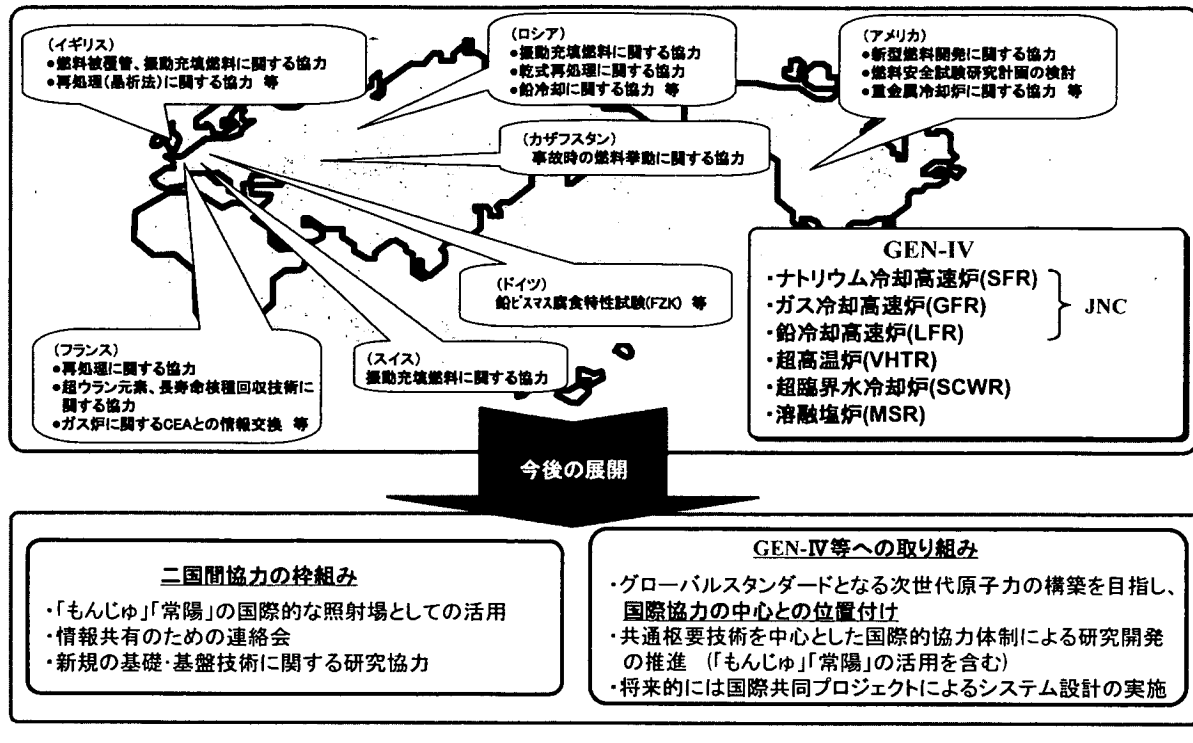 (イギリス)
●燃料被覆管、振動充填燃料に関する協力
●再処理(晶析法)に関する協力 等
(ロシア)
●振動充填燃料に関する協力
●乾式再処理に関する協力
●鉛冷却に関する協力 等
(アメリカ)
●新型燃料開発に関する協力
●燃料安全試験研究計画の検討
●重金属冷却炉に関する協力 等
(カザフスタン)
事故時の燃料挙動に関する協力
(ドイツ)
鉛ビスマス腐食特性試験(FZK) 等
(フランス)
●再処理に関する協力
●超ウラン元素、長寿命核種回収技術に
関する協力
●ガス炉に関するCEAとの情報交換 等
(スイス)
振動充填燃料に関する協力
GEN-IV
・ナトリウム冷却高速炉(SFR)
・ガス冷却高速炉(GFR)
・鉛冷却高速炉(LFR)
JNC
・超高温炉(VHTR)
・超臨界水冷却炉(SCWR)
・溶融塩炉(MSR)
今後の展開
二国間協力の枠組み
・「もんじゅ」「常陽」の国際的な照射場としての活用
・情報共有のための連絡会
・新規の基礎・基盤技術に関する研究協力
GEN-Ⅳ等への取り組み
・グローバルスタンダードとなる次世代原子力の構築を目指し、
国際協力の中心との位置付け
・共通枢要技術を中心とした国際的協力体制による研究開発
の推進 (「もんじゅ」「常陽」の活用を含む)
・将来的には国際共同プロジェクトによるシステム設計の実施